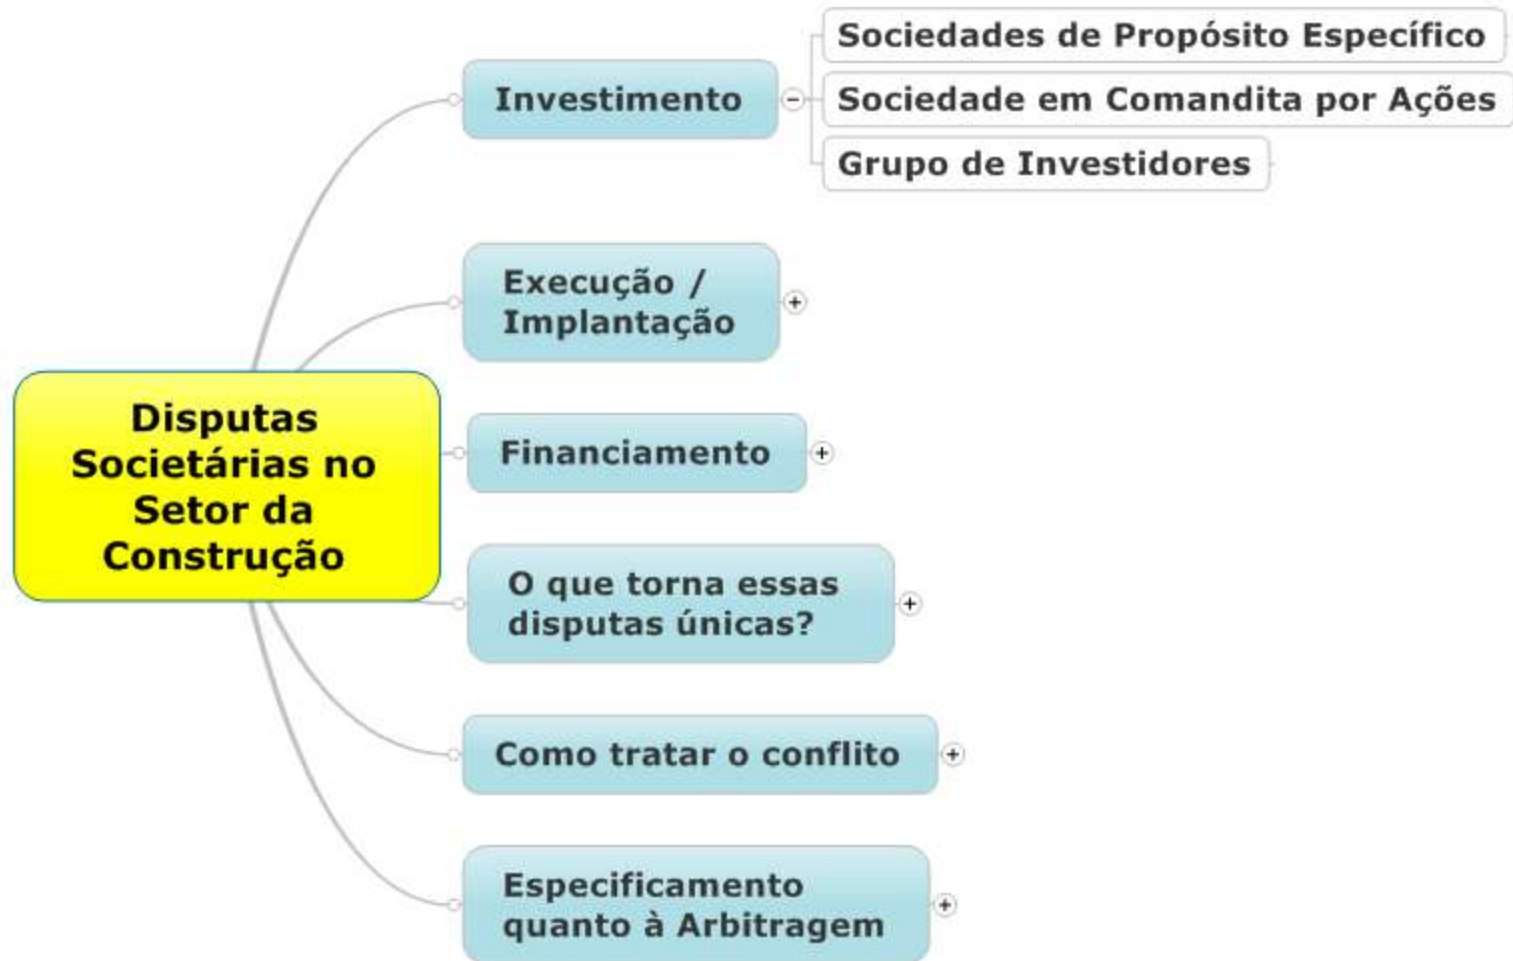 Disputas
Societárias no
Setor da
Construção
Investimento
Sociedades de Propósito Específico
Sociedade em Comandita por Ações
Grupo de Investidores
Execução /
Implantação
Financiamento
O que torna essas
disputas únicas?
Como tratar o conflito
Especificamento
quanto à Arbitragem